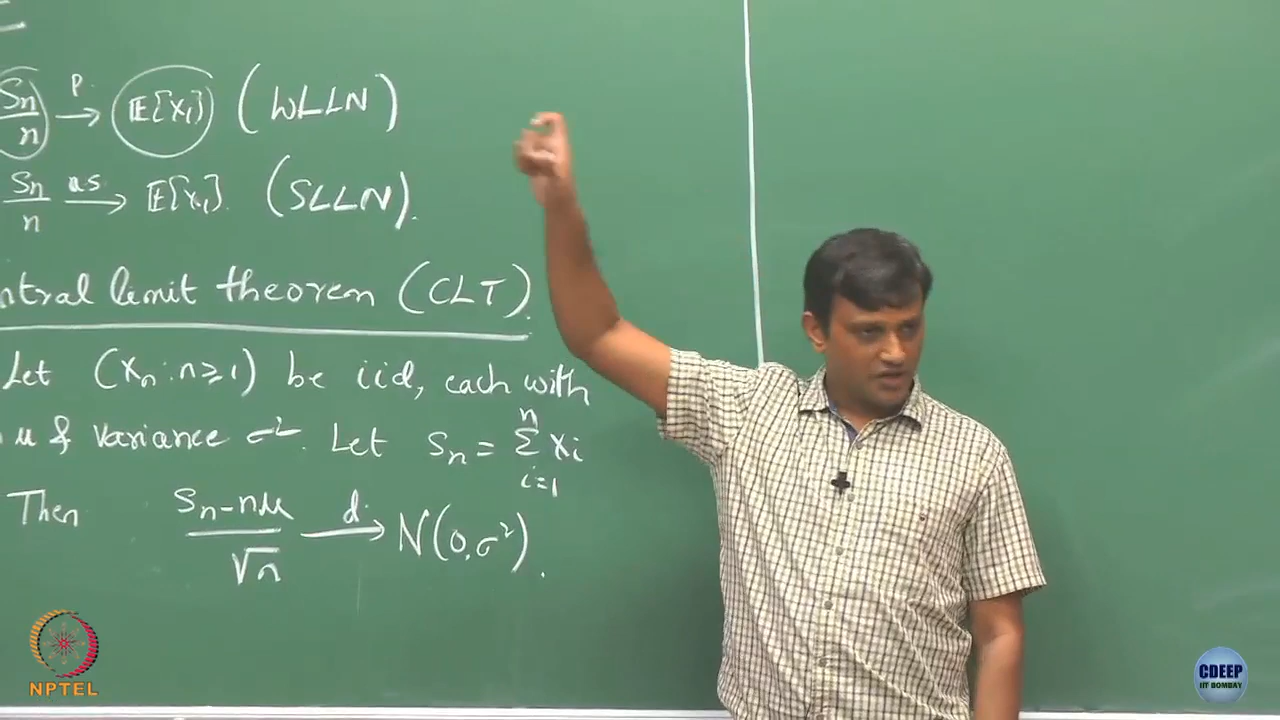 Sn/n →P. E[X1] (WLLN)
Sn/n →a.s E[X1]. (SLLN).
ntral limit theorem (CLT).
Let (Xn : n≥1) be iid, each with
μ & variance σ². Let Sn = Σ_{i=1}^{n} Xi
Then (Sn - nμ)/√n →d. N(0,σ²).
NPTEL
CDEEP
IIT BOMBAY